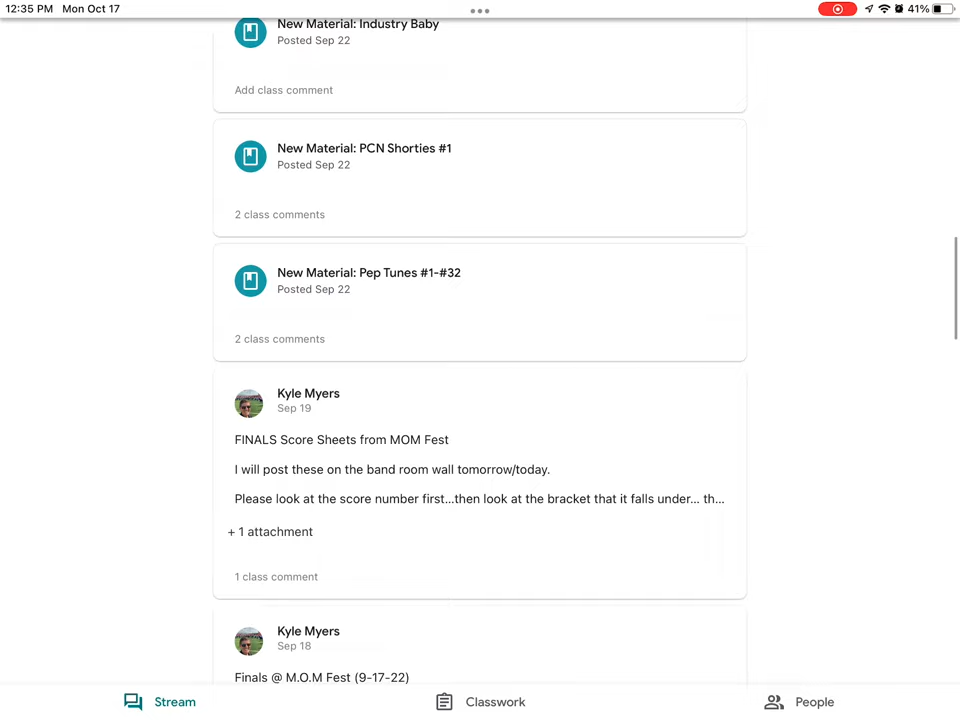 12:35 PM Mon Oct 17
41%
New Material: Industry Baby
Posted Sep 22
Add class comment
New Material: PCN Shorties #1
Posted Sep 22
2 class comments
New Material: Pep Tunes #1-#32
Posted Sep 22
2 class comments
Kyle Myers
Sep 19
FINALS Score Sheets from MOM Fest
I will post these on the band room wall tomorrow/today.
Please look at the score number first...then look at the bracket that it falls under... th...
+ 1 attachment
1 class comment
Kyle Myers
Sep 18
Finals @ M.O.M Fest (9-17-22)
Stream
Classwork
People